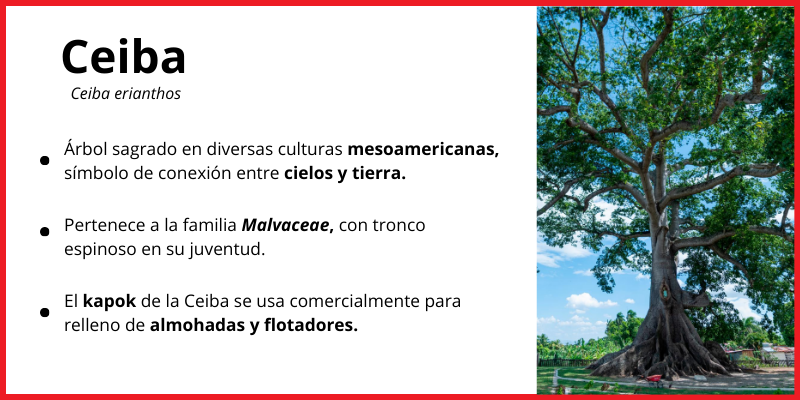 Ceiba
Ceiba erianthos
Árbol sagrado en diversas culturas mesoamericanas,
símbolo de conexión entre cielos y tierra.
Pertenece a la familia Malvaceae, con tronco
espinoso en su juventud.
El kapok de la Ceiba se usa comercialmente para
relleno de almohadas y flotadores.